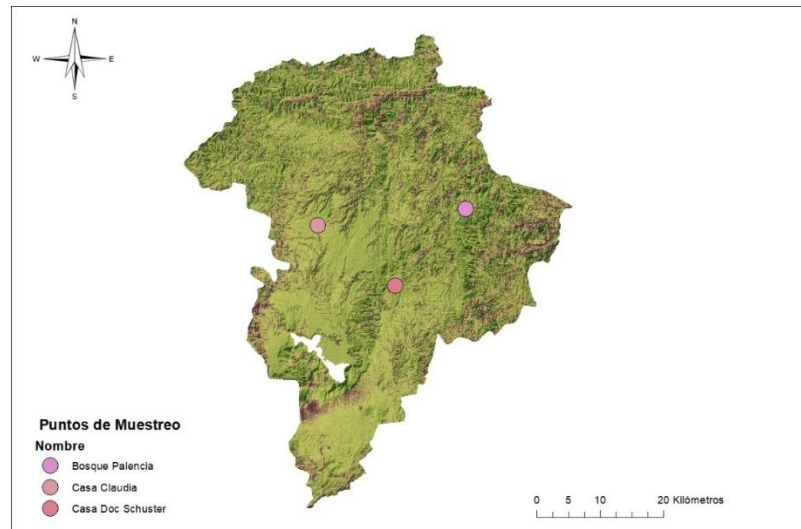 N
W E
S
Puntos de Muestreo
Nombre
Bosque Palencia
Casa Claudia
Casa Doc Schuster
0 5 10 20 Kilómetros